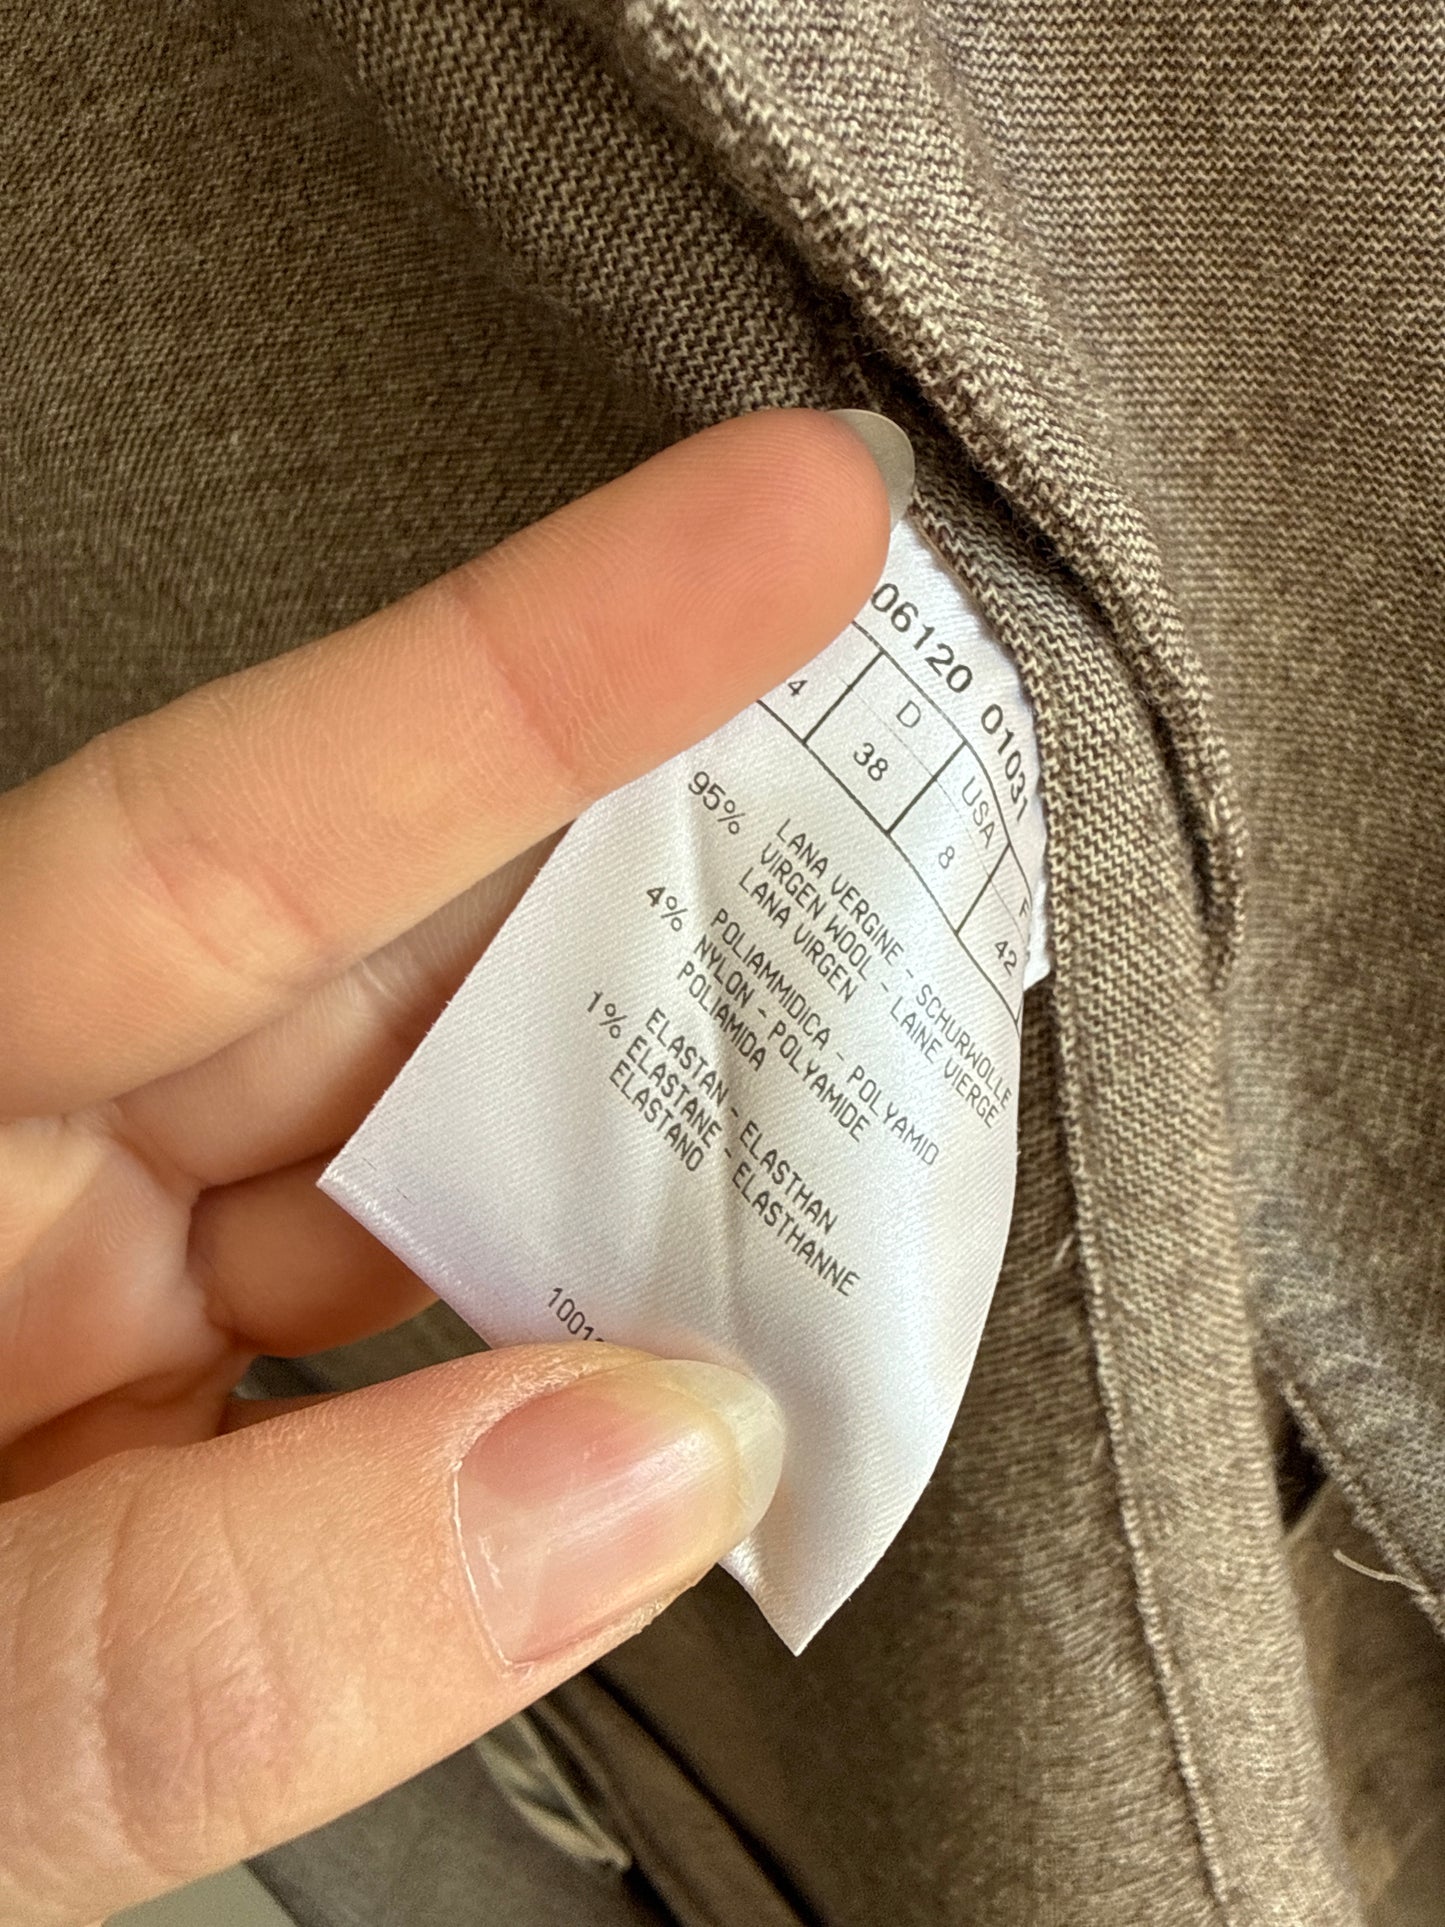 06120 01031
4 D USA F
38 8 42
95% LANA VERGINE - SCHURWOLLE
VIRGEN WOOL - LAINE VIERGE
LANA VIRGEN
4% POLIAMMIDICA - POLYAMID
NYLON - POLYAMIDE
POLIAMIDA
1% ELASTAN - ELASTHAN
ELASTANE - ELASTHANNE
ELASTANO
1001